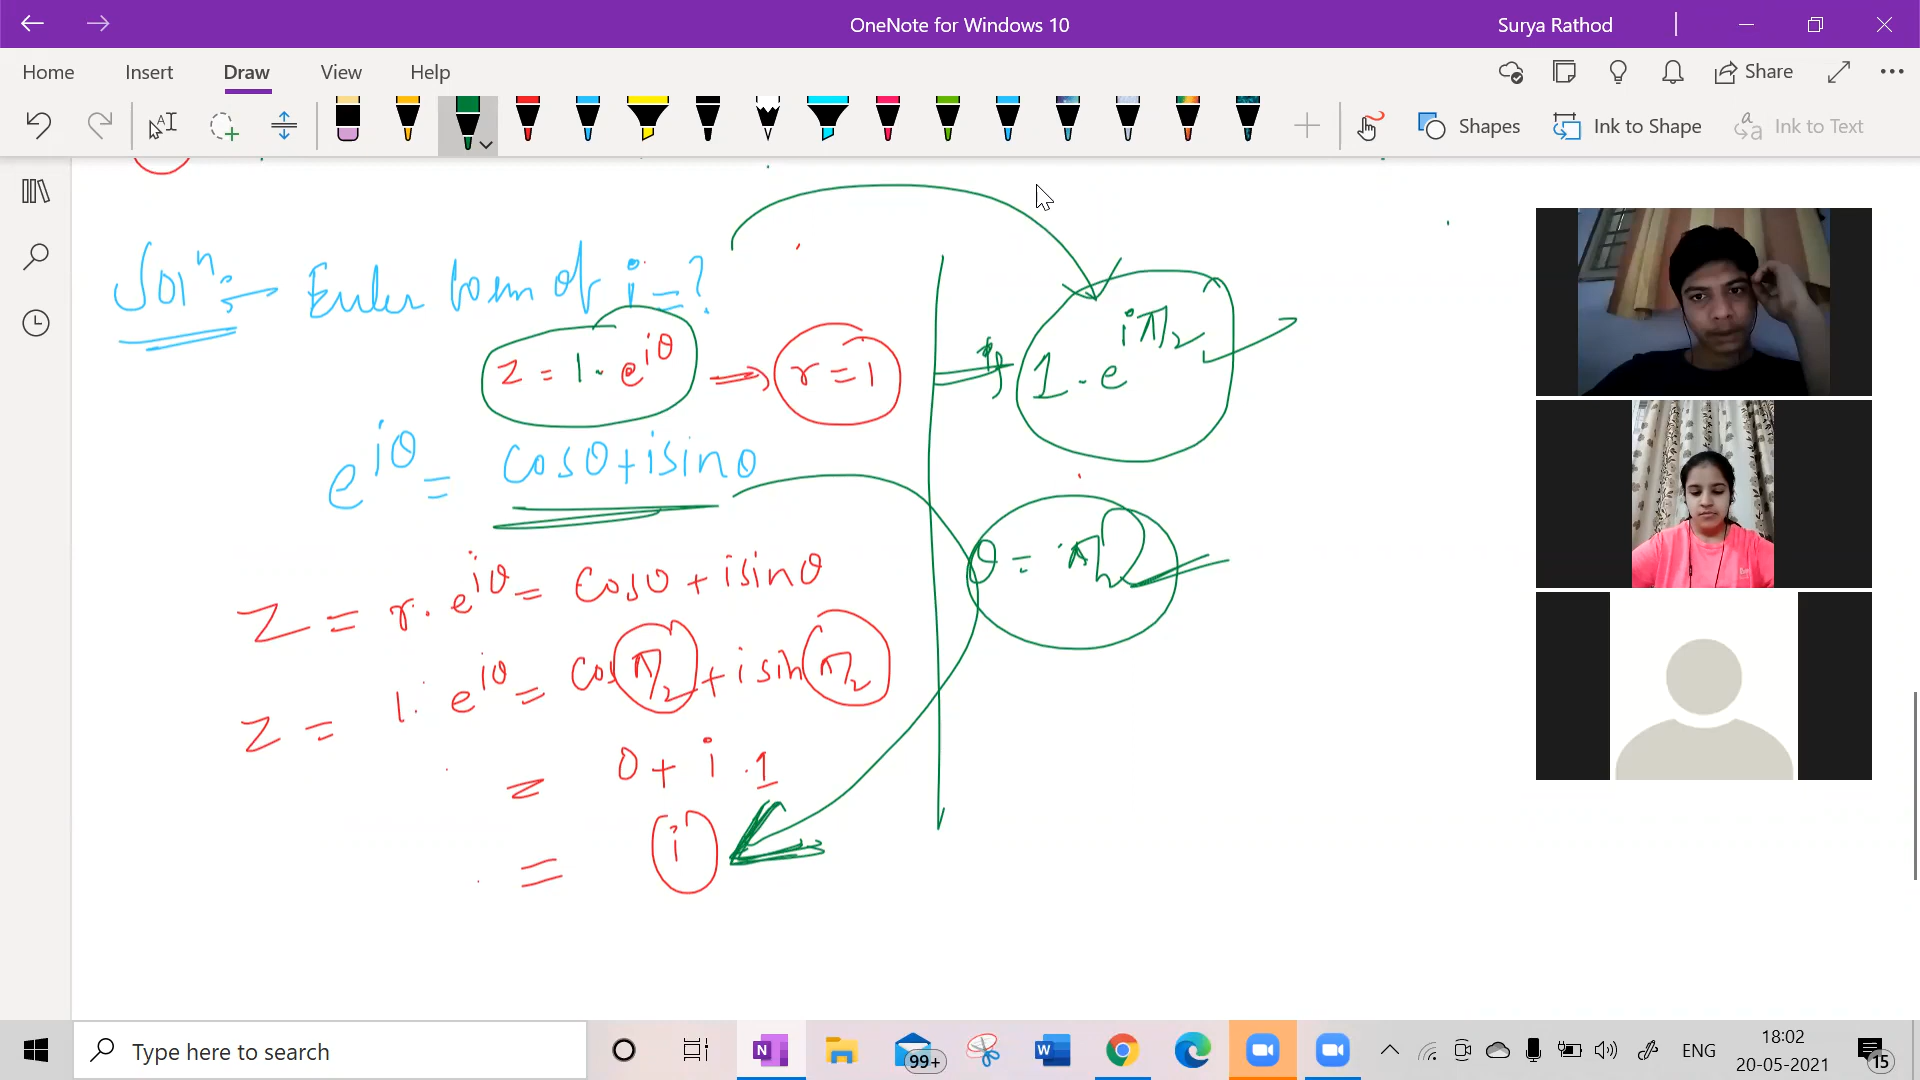 OneNote for Windows 10
Surya Rathod
Home Insert Draw View Help
Share
Shapes
Ink to Shape
Ink to Text
Solⁿ:- Euler form of i = ?
z = 1 · e^{iθ} ⇒ r = 1
1 · e^{iπ/2}
e^{iθ} = cosθ + isinθ
θ = iπ/2
Z = r · e^{iθ} = cosθ + isinθ
Z = 1 · e^{iθ} = cos π/2 + i sin π/2
= 0 + i · 1
= i
Type here to search
99+
ENG
18:02
20-05-2021
15